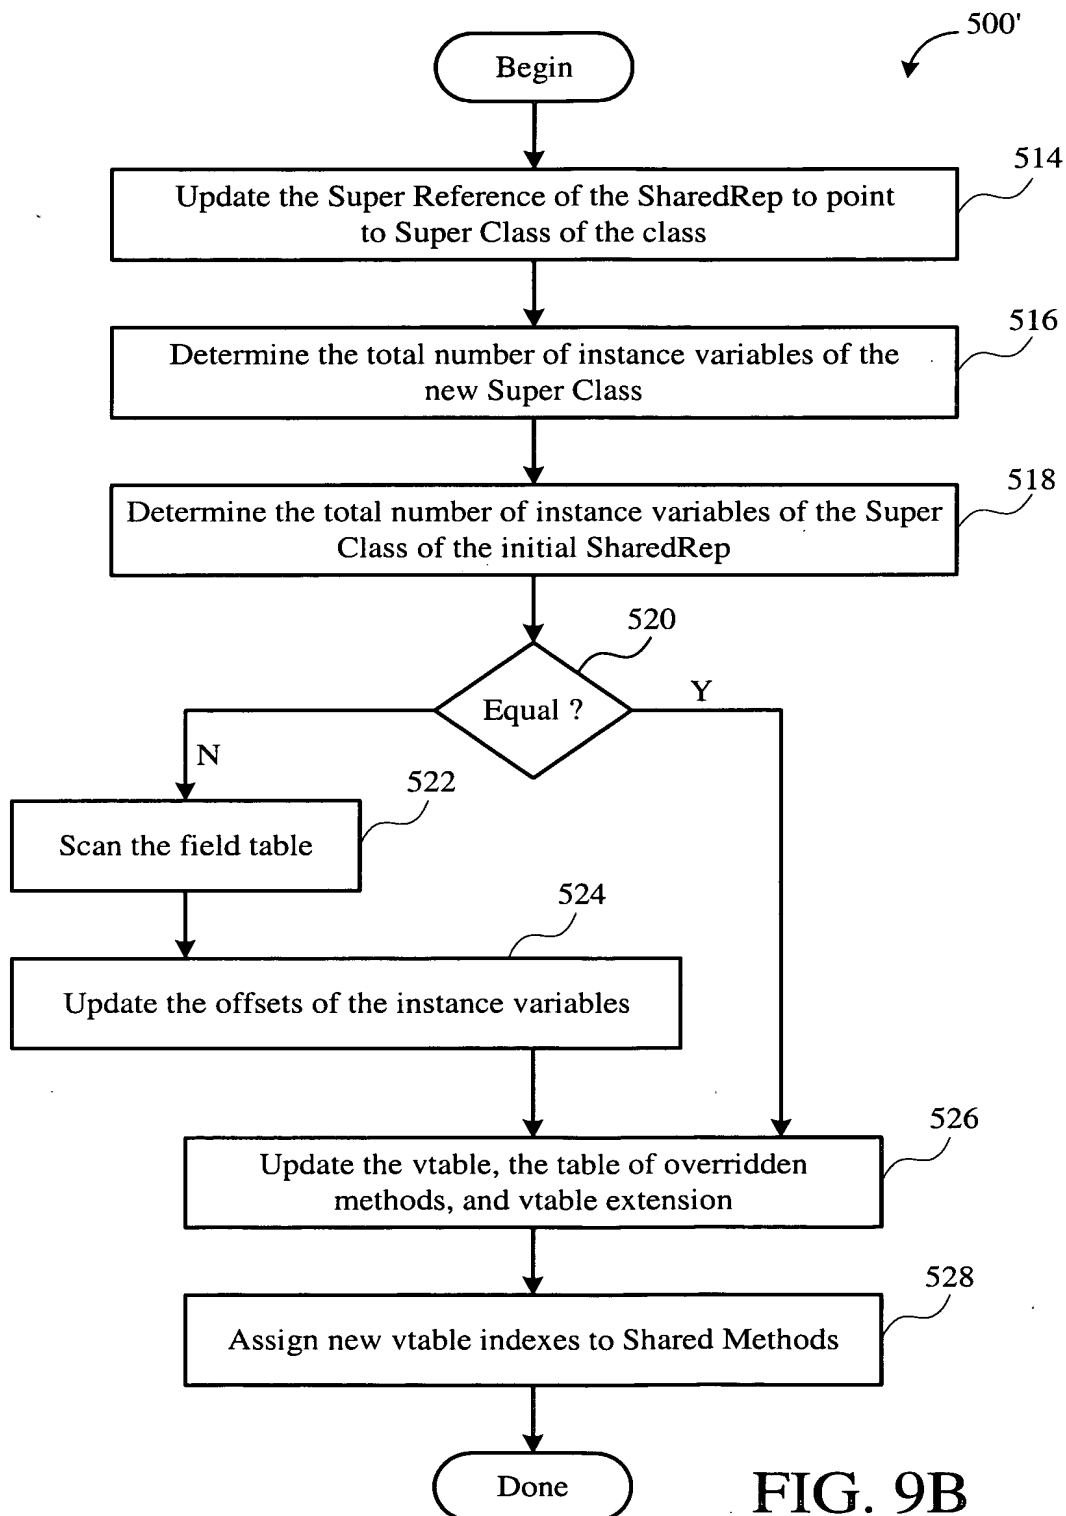 500'
Begin
514
Update the Super Reference of the SharedRep to point
to Super Class of the class
516
Determine the total number of instance variables of the
new Super Class
518
Determine the total number of instance variables of the Super
Class of the initial SharedRep
520
Equal ?
Y
N
522
Scan the field table
524
Update the offsets of the instance variables
526
Update the vtable, the table of overridden
methods, and vtable extension
528
Assign new vtable indexes to Shared Methods
Done
FIG. 9B